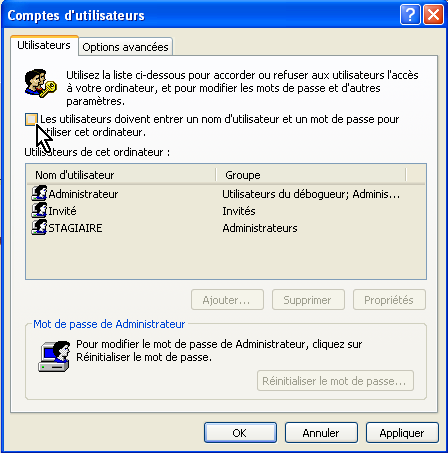 Comptes d'utilisateurs
Utilisateurs
Options avancées
Utilisez la liste ci-dessous pour accorder ou refuser aux utilisateurs l'accès
à votre ordinateur, et pour modifier les mots de passe et d'autres
paramètres.
Les utilisateurs doivent entrer un nom d'utilisateur et un mot de passe pour
utiliser cet ordinateur.
Utilisateurs de cet ordinateur :
Nom d'utilisateur Groupe
Administrateur Utilisateurs du débogueur; Adminis...
Invité Invités
STAGIAIRE Administrateurs
Ajouter... Supprimer Propriétés
Mot de passe de Administrateur
Pour modifier le mot de passe de Administrateur, cliquez sur
Réinitialiser le mot de passe.
Réinitialiser le mot de passe...
OK Annuler Appliquer